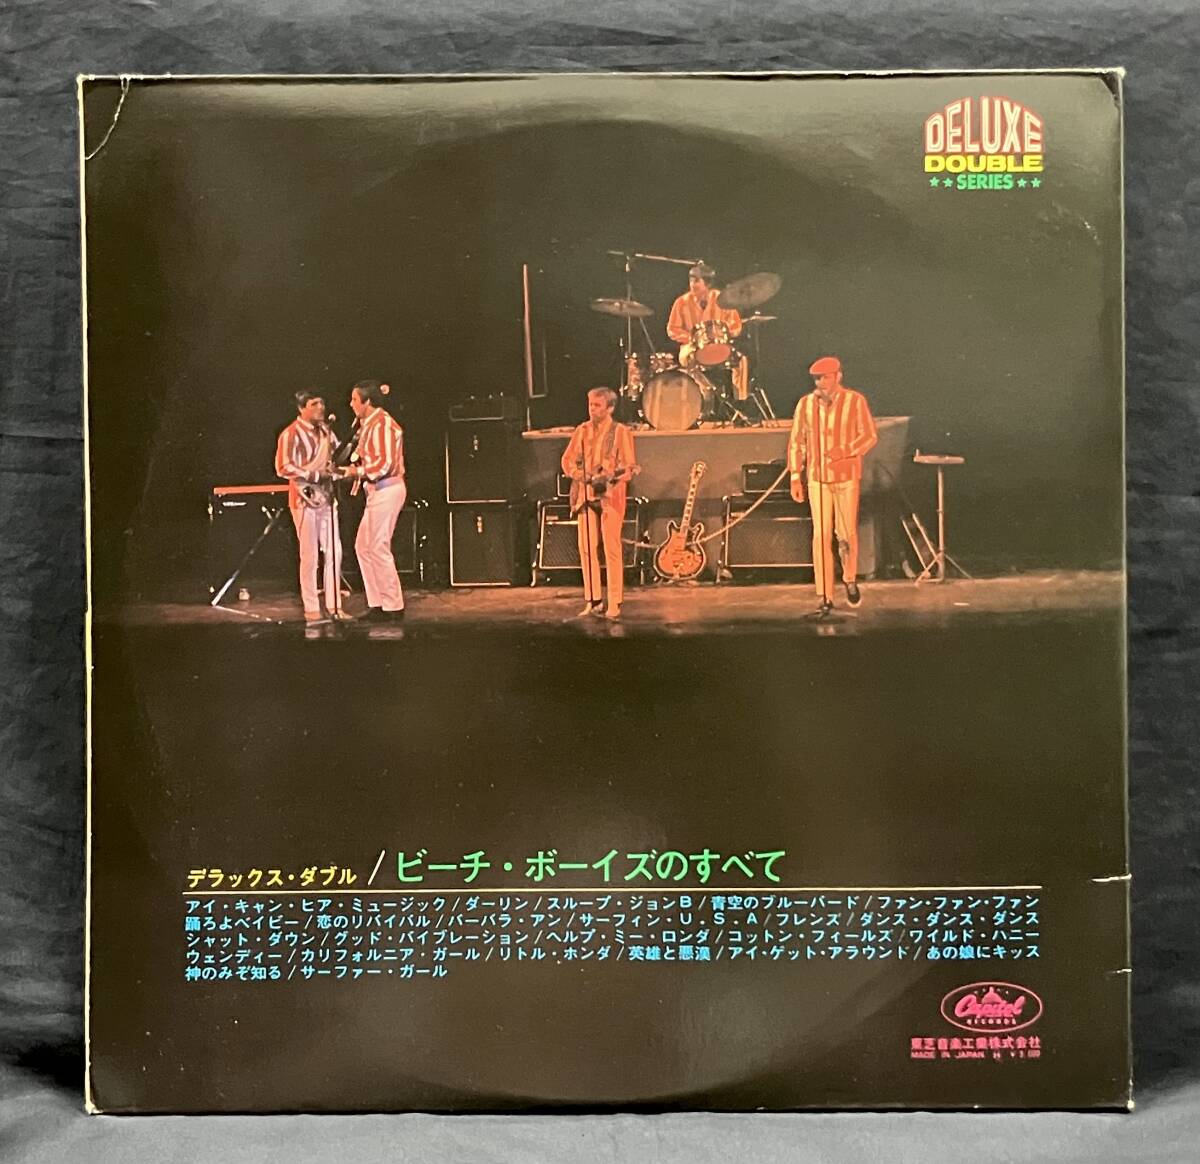 DELUXE
DOUBLE
★★SERIES★★
デラックス・ダブル/ビーチ・ボーイズのすべて
アイ・キャン・ヒア・ミュージック/ダーリン/スループ・ジョンB/青空のブルーバード/ファン・ファン・ファン
踊ろよベイビー/恋のリバイバル/バーバラ・アン/サーフィン・U.S.A/フレンズ/ダンス・ダンス・ダンス
シャット・ダウン/グッド・バイブレーション/ヘルプ・ミー・ロンダ/コットン・フィールズ/ワイルド・ハニー
ウェンディー/カリフォルニア・ガール/リトル・ホンダ/英雄と悪漢/アイ・ゲット・アラウンド/あの娘にキッス
神のみぞ知る/サーファー・ガール
Capitol
RECORDS
東芝音楽工業株式会社
MADE IN JAPAN H